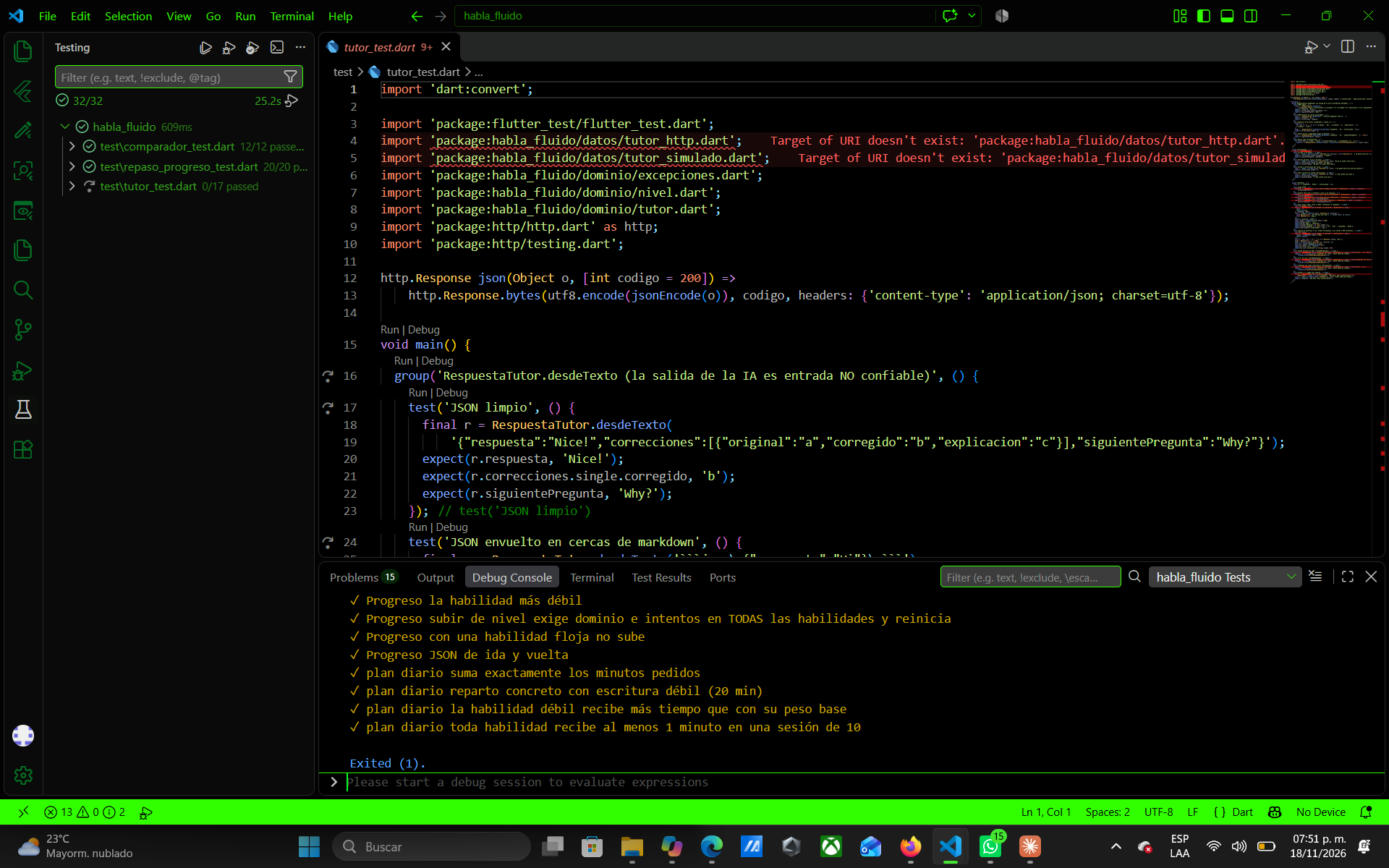 File Edit Selection View Go Run Terminal Help
habla_fluido
Testing
Filter (e.g. text, !exclude, @tag)
32/32 25.2s
habla_fluido 609ms
test\comparador_test.dart 12/12 passe...
test\repaso_progreso_test.dart 20/20 p...
test\tutor_test.dart 0/17 passed
tutor_test.dart 9+
test > tutor_test.dart > ...
1 import 'dart:convert';
2
3 import 'package:flutter_test/flutter_test.dart';
4 import 'package:habla_fluido/datos/tutor_http.dart'; Target of URI doesn't exist: 'package:habla_fluido/datos/tutor_http.dart'.
5 import 'package:habla_fluido/datos/tutor_simulado.dart'; Target of URI doesn't exist: 'package:habla_fluido/datos/tutor_simulad
6 import 'package:habla_fluido/dominio/excepciones.dart';
7 import 'package:habla_fluido/dominio/nivel.dart';
8 import 'package:habla_fluido/dominio/tutor.dart';
9 import 'package:http/http.dart' as http;
10 import 'package:http/testing.dart';
11
12 http.Response json(Object o, [int codigo = 200]) =>
13 http.Response.bytes(utf8.encode(jsonEncode(o)), codigo, headers: {'content-type': 'application/json; charset=utf-8'});
14
Run | Debug
15 void main() {
Run | Debug
16 group('RespuestaTutor.desdeTexto (la salida de la IA es entrada NO confiable)', () {
Run | Debug
17 test('JSON limpio', () {
18 final r = RespuestaTutor.desdeTexto(
19 '{"respuesta":"Nice!","correcciones":[{"original":"a","corregido":"b","explicacion":"c"}],"siguientePregunta":"Why?"}');
20 expect(r.respuesta, 'Nice!');
21 expect(r.correcciones.single.corregido, 'b');
22 expect(r.siguientePregunta, 'Why?');
23 }); // test('JSON limpio')
Run | Debug
24 test('JSON envuelto en cercas de markdown', () {
Problems 15 Output Debug Console Terminal Test Results Ports
Filter (e.g. text, !exclude, \esca...
habla_fluido Tests
✓ Progreso la habilidad más débil
✓ Progreso subir de nivel exige dominio e intentos en TODAS las habilidades y reinicia
✓ Progreso con una habilidad floja no sube
✓ Progreso JSON de ida y vuelta
✓ plan diario suma exactamente los minutos pedidos
✓ plan diario reparto concreto con escritura débil (20 min)
✓ plan diario la habilidad débil recibe más tiempo que con su peso base
✓ plan diario toda habilidad recibe al menos 1 minuto en una sesión de 10
Exited (1).
Please start a debug session to evaluate expressions
13 0 2
Ln 1, Col 1 Spaces: 2 UTF-8 LF { } Dart No Device
23°C
Mayorm. nublado
Buscar
15
ESP
LAA
07:51 p. m.
18/11/2026